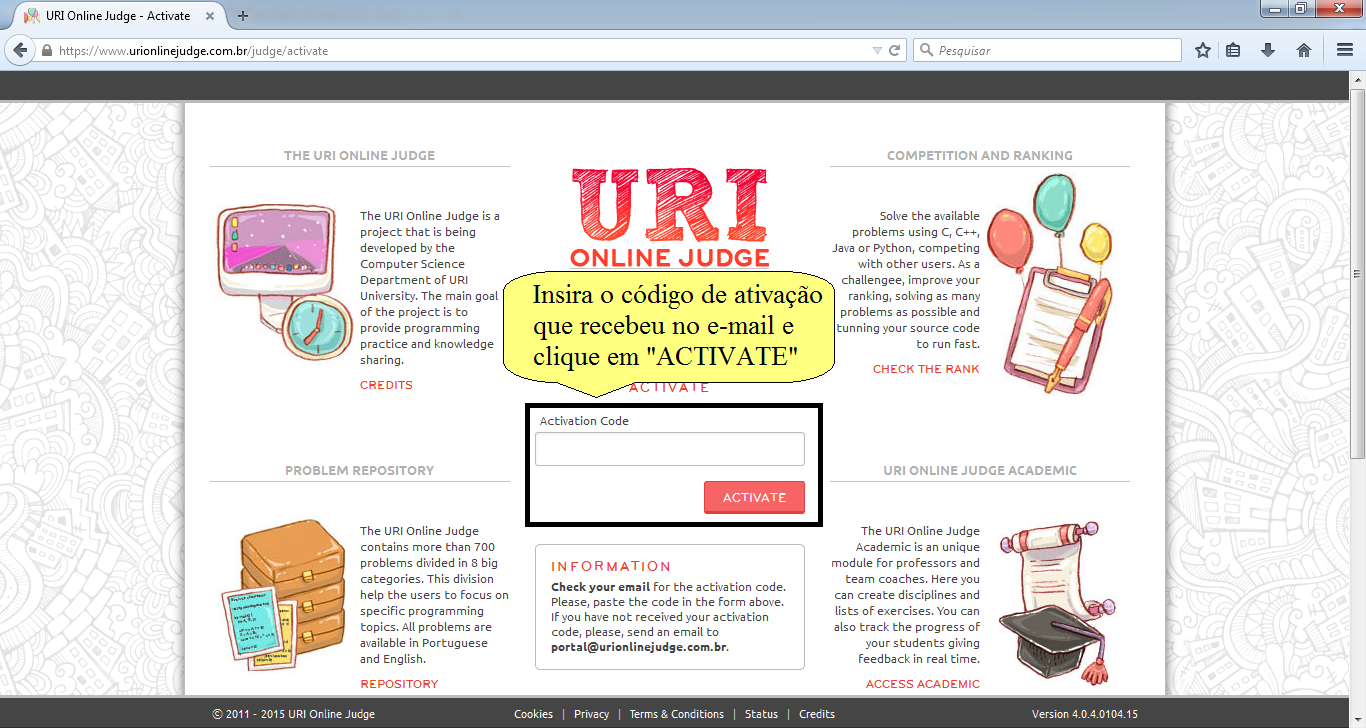 URI Online Judge - Activate
https://www.urionlinejudge.com.br/judge/activate
Pesquisar
THE URI ONLINE JUDGE
The URI Online Judge is a
project that is being
developed by the
Computer Science
Department of URI
University. The main goal
of the project is to
provide programming
practice and knowledge
sharing.
CREDITS
URI
ONLINE JUDGE
Insira o código de ativação
que recebeu no e-mail e
clique em "ACTIVATE"
ACTIVATE
Activation Code
ACTIVATE
INFORMATION
Check your email for the activation code.
Please, paste the code in the form above.
If you have not received your activation
code, please, send an email to
portal@urionlinejudge.com.br.
COMPETITION AND RANKING
Solve the available
problems using C, C++,
Java or Python, competing
with other users. As a
challengee, improve your
ranking, solving as many
problems as possible and
tunning your source code
to run fast.
CHECK THE RANK
PROBLEM REPOSITORY
The URI Online Judge
contains more than 700
problems divided in 8 big
categories. This division
help the users to focus on
specific programming
topics. All problems are
available in Portuguese
and English.
REPOSITORY
URI ONLINE JUDGE ACADEMIC
The URI Online Judge
Academic is an unique
module for professors and
team coaches. Here you
can create disciplines and
lists of exercises. You can
also track the progress of
your students giving
feedback in real time.
ACCESS ACADEMIC
© 2011 - 2015 URI Online Judge
Cookies | Privacy | Terms & Conditions | Status | Credits
Version 4.0.4.0104.15